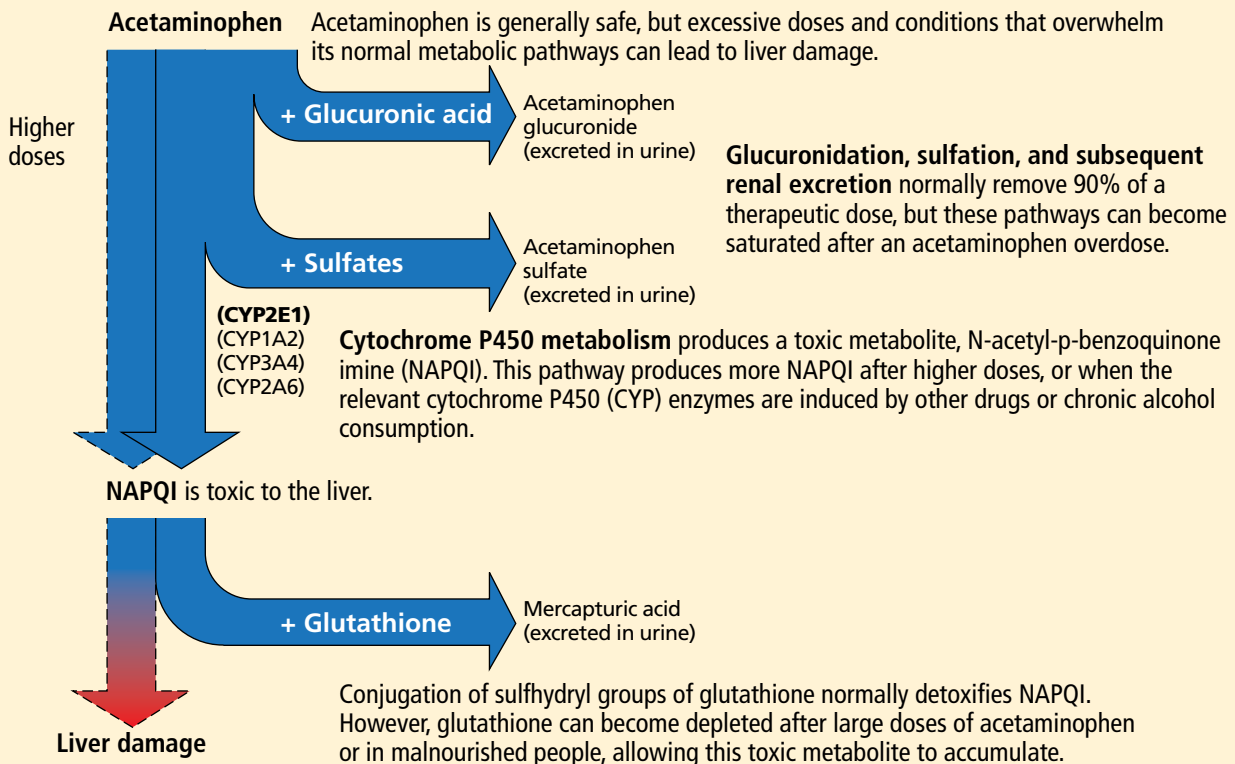 Acetaminophen
Acetaminophen is generally safe, but excessive doses and conditions that overwhelm
its normal metabolic pathways can lead to liver damage.
Higher
doses
+ Glucuronic acid
Acetaminophen
glucuronide
(excreted in urine)
Glucuronidation, sulfation, and subsequent
renal excretion normally remove 90% of a
therapeutic dose, but these pathways can become
saturated after an acetaminophen overdose.
+ Sulfates
Acetaminophen
sulfate
(excreted in urine)
(CYP2E1)
(CYP1A2)
(CYP3A4)
(CYP2A6)
Cytochrome P450 metabolism produces a toxic metabolite, N-acetyl-p-benzoquinone
imine (NAPQI). This pathway produces more NAPQI after higher doses, or when the
relevant cytochrome P450 (CYP) enzymes are induced by other drugs or chronic alcohol
consumption.
NAPQI is toxic to the liver.
+ Glutathione
Mercapturic acid
(excreted in urine)
Conjugation of sulfhydryl groups of glutathione normally detoxifies NAPQI.
However, glutathione can become depleted after large doses of acetaminophen
or in malnourished people, allowing this toxic metabolite to accumulate.
Liver damage